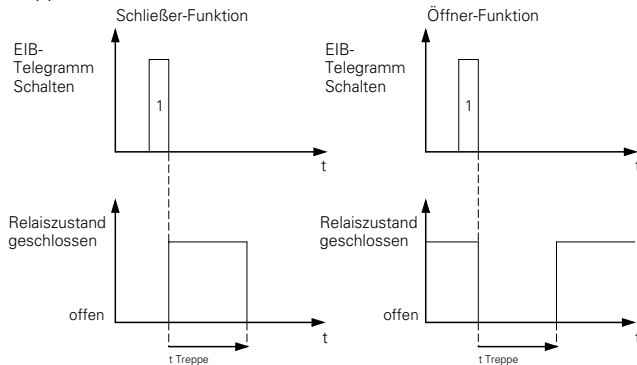 Schließer-Funktion
EIB-
Telegramm
Schalten
1
t
Relaiszustand
geschlossen
offen
t
t Treppe
Öffner-Funktion
EIB-
Telegramm
Schalten
1
t
Relaiszustand
geschlossen
offen
t
t Treppe